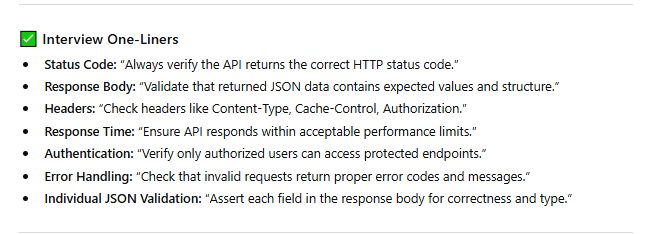 ✅ Interview One-Liners
• Status Code: “Always verify the API returns the correct HTTP status code.”
• Response Body: “Validate that returned JSON data contains expected values and structure.”
• Headers: “Check headers like Content-Type, Cache-Control, Authorization.”
• Response Time: “Ensure API responds within acceptable performance limits.”
• Authentication: “Verify only authorized users can access protected endpoints.”
• Error Handling: “Check that invalid requests return proper error codes and messages.”
• Individual JSON Validation: “Assert each field in the response body for correctness and type.”